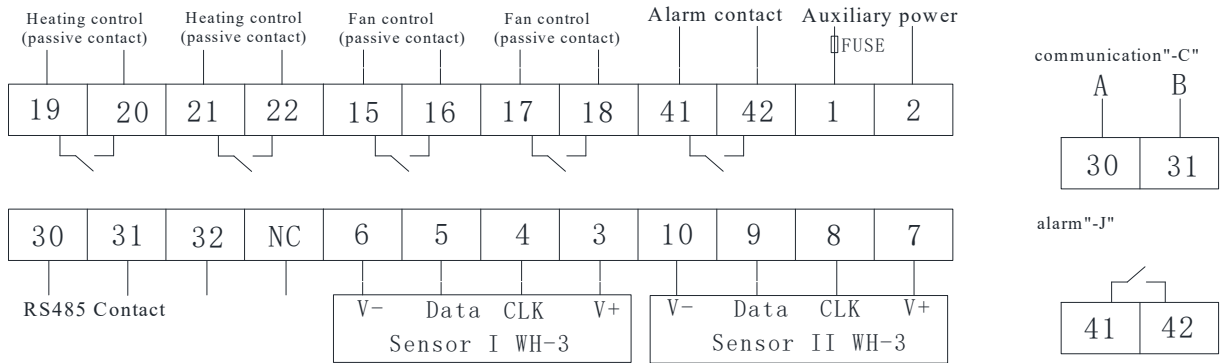 Heating control Heating control Fan control Fan control Alarm contact Auxiliary power
(passive contact) (passive contact) (passive contact) (passive contact)
FUSE
19 20 21 22 15 16 17 18 41 42 1 2
30 31 32 NC 6 5 4 3 10 9 8 7
RS485 Contact
V- Data CLK V+ V- Data CLK V+
Sensor I WH-3 Sensor II WH-3
communication"-C"
A B
30 31
alarm"-J"
41 42